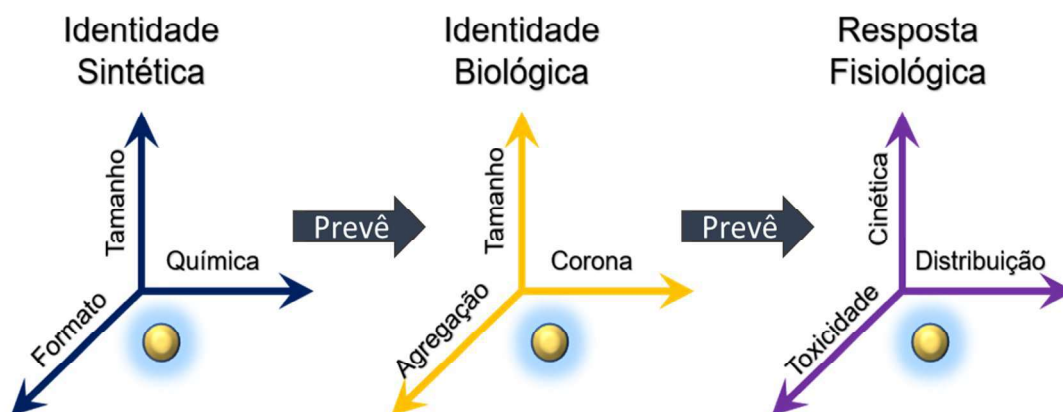 Identidade
Sintética
Tamanho
Química
Formato
Prevê
Identidade
Biológica
Tamanho
Corona
Agregação
Prevê
Resposta
Fisiológica
Cinética
Distribuição
Toxicidade